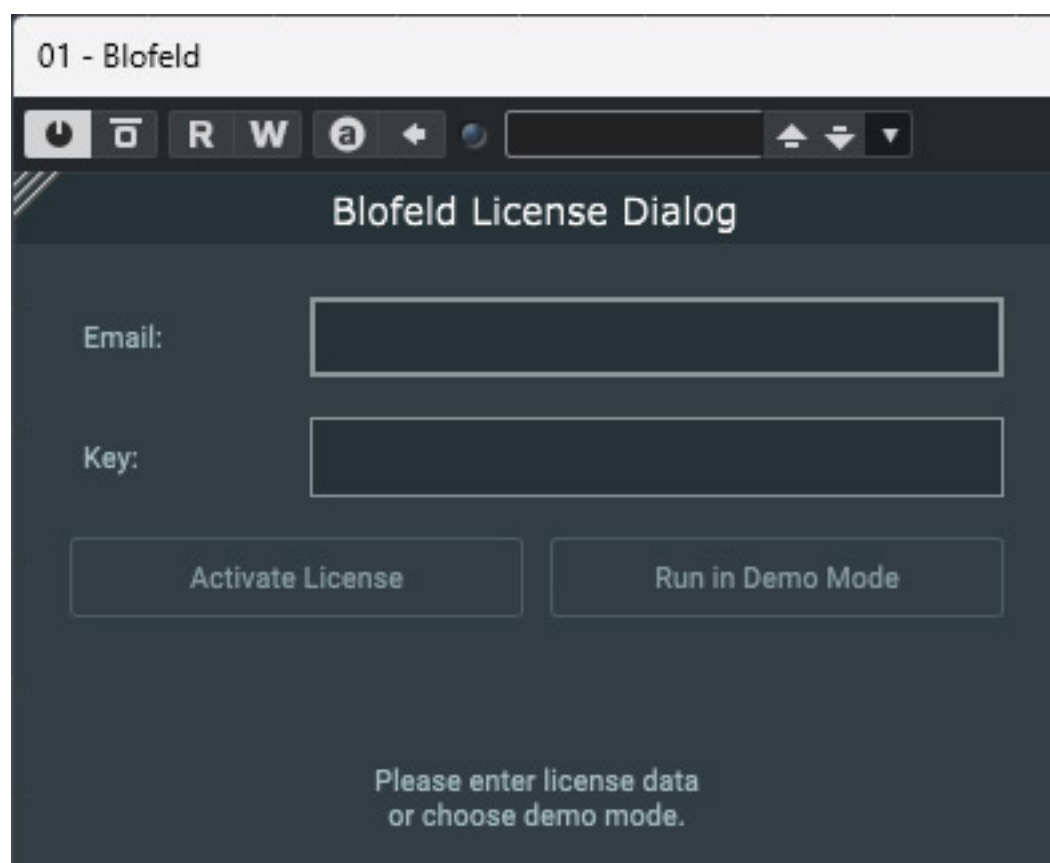 01 - Blofeld
R W a
Blofeld License Dialog
Email:
Key:
Activate License Run in Demo Mode
Please enter license data
or choose demo mode.